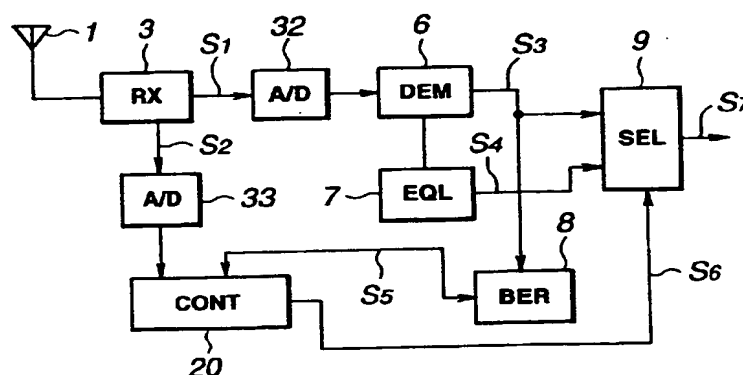 1
3
RX
S1
32
A/D
6
DEM
S3
9
SEL
S7
S2
A/D
33
S4
7
EQL
8
BER
S5
S6
CONT
20